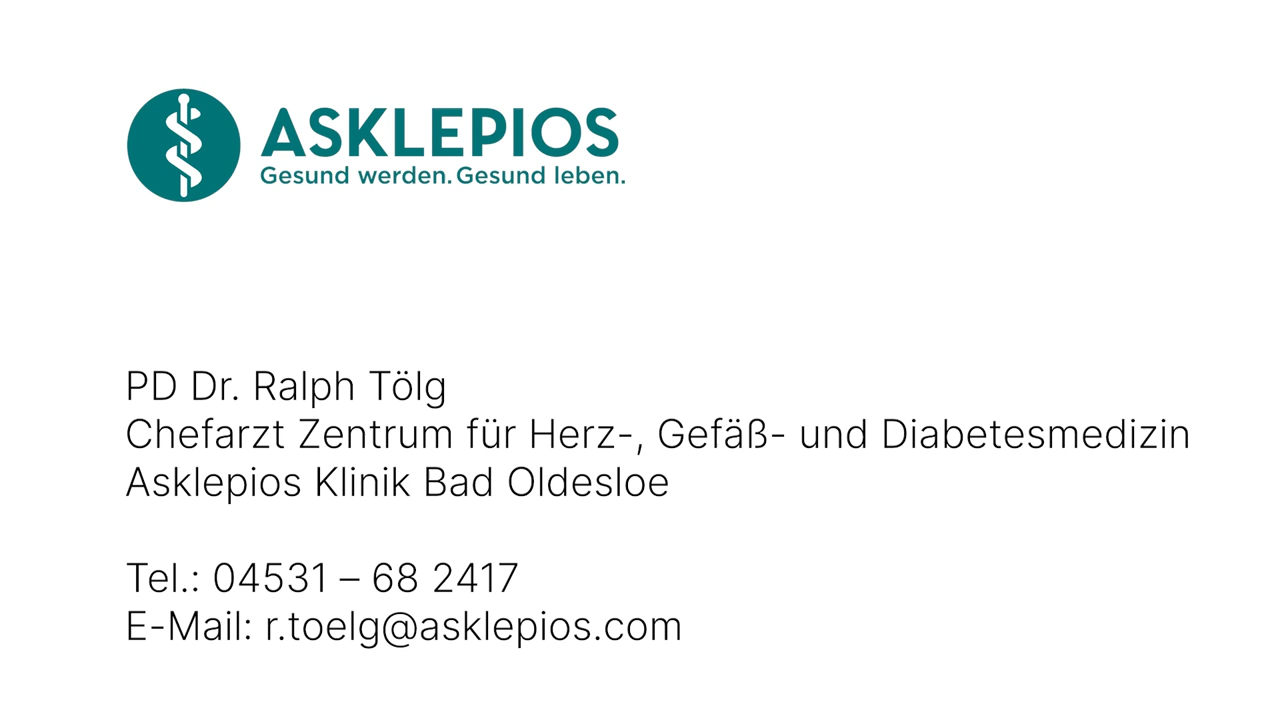 ASKLEPIOS
Gesund werden. Gesund leben.
PD Dr. Ralph Tölg
Chefarzt Zentrum für Herz-, Gefäß- und Diabetesmedizin
Asklepios Klinik Bad Oldesloe
Tel.: 04531 – 68 2417
E-Mail: r.toelg@asklepios.com